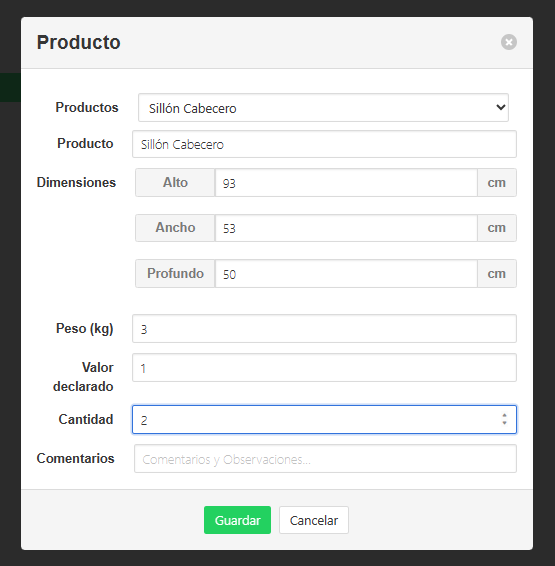 Producto
Productos Sillón Cabecero
Producto Sillón Cabecero
Dimensiones Alto 93 cm
Ancho 53 cm
Profundo 50 cm
Peso (kg) 3
Valor declarado 1
Cantidad 2
Comentarios Comentarios y Observaciones...
Guardar Cancelar